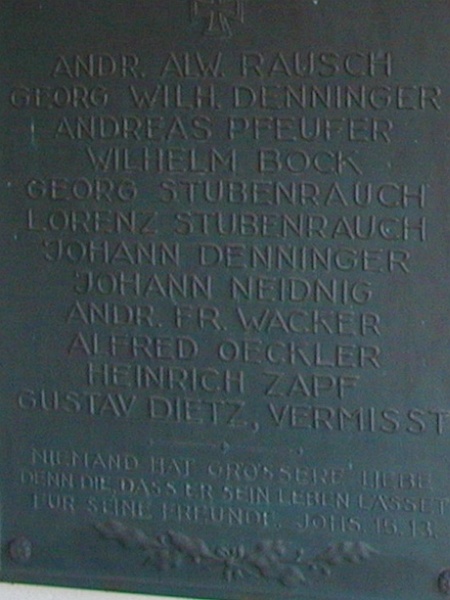 ANDR. ALW. RAUSCH
GEORG WILH. DENNINGER
ANDREAS PFEUFER
WILHELM BOCK
GEORG STUBENRAUCH
LORENZ STUBENRAUCH
JOHANN DENNINGER
JOHANN NEIDNIG
ANDR. FR. WACKER
ALFRED OECKLER
HEINRICH ZAPF
GUSTAV DIETZ, VERMISST
NIEMAND HAT GRÖSSERE LIEBE
DENN DIE, DASS ER SEIN LEBEN LÄSSET
FÜR SEINE FREUNDE. JOHS. 15.13.